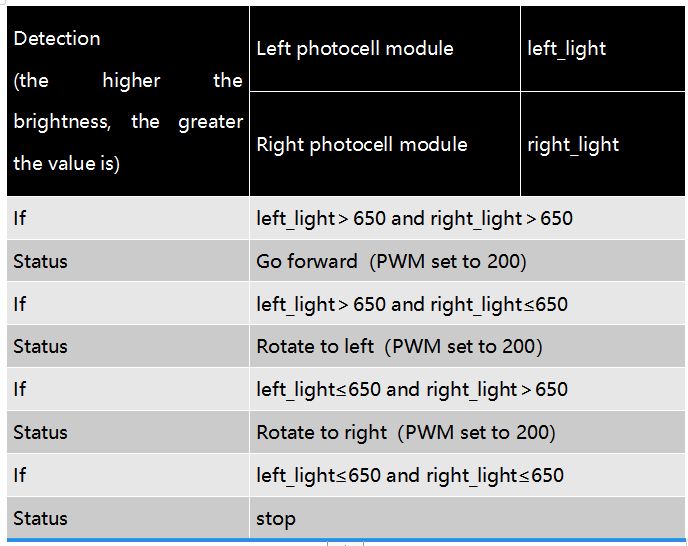 Detection
(the higher the
brightness, the greater
the value is)
Left photocell module left_light
Right photocell module right_light
If left_light＞650 and right_light＞650
Status Go forward (PWM set to 200)
If left_light＞650 and right_light≤650
Status Rotate to left (PWM set to 200)
If left_light≤650 and right_light＞650
Status Rotate to right (PWM set to 200)
If left_light≤650 and right_light≤650
Status stop